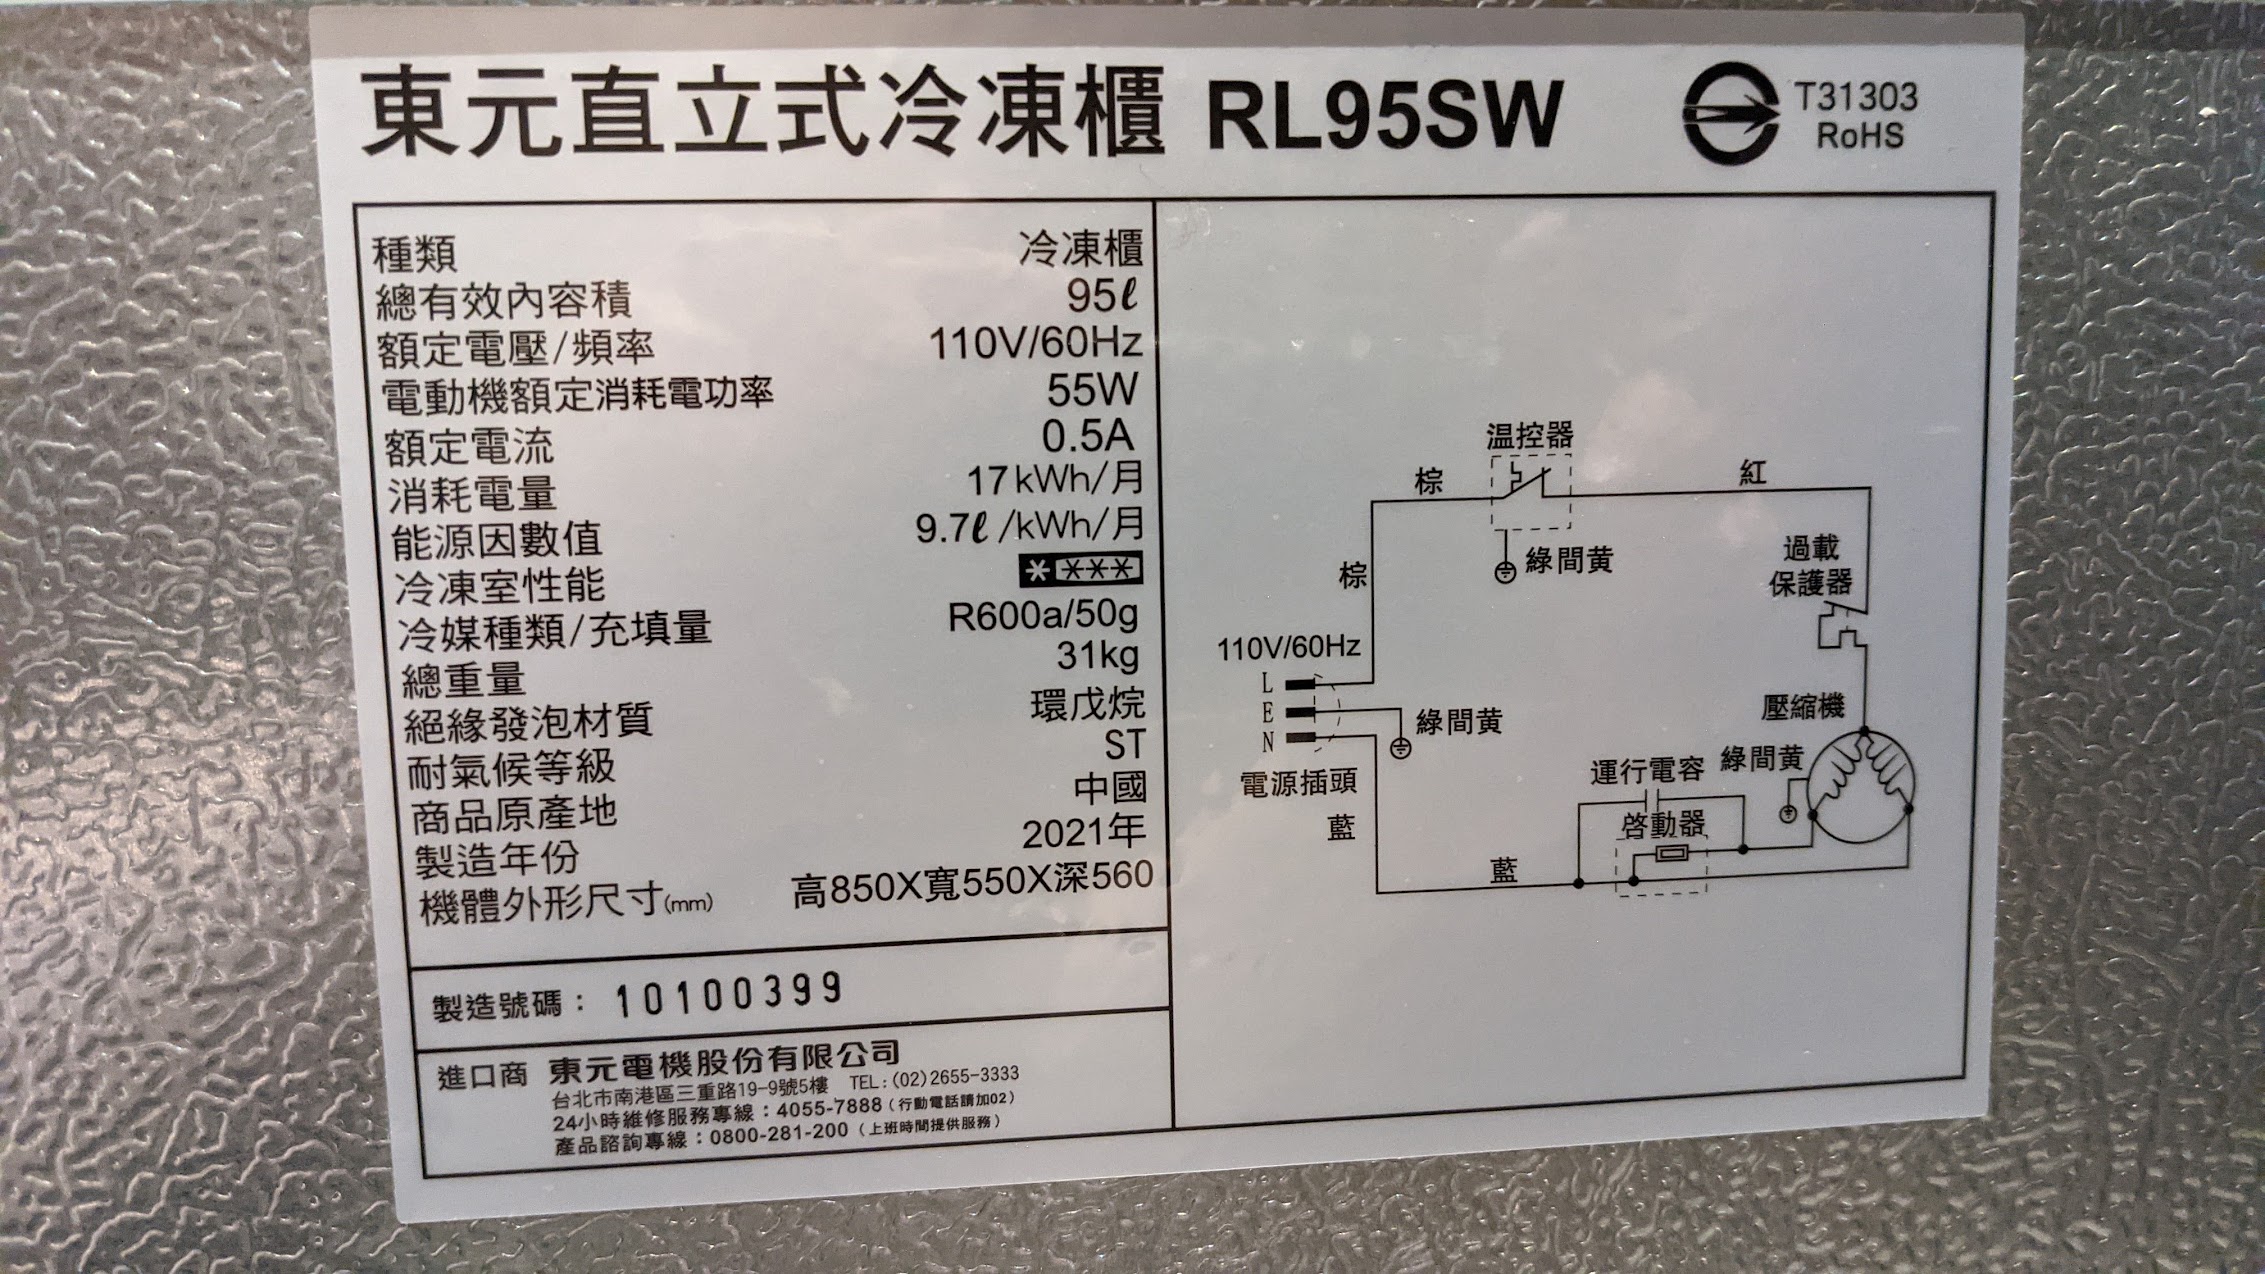 東元直立式冷凍櫃 RL95SW
T31303
RoHS
種類 冷凍櫃
總有效內容積 95ℓ
額定電壓/頻率 110V/60Hz
電動機額定消耗電功率 55W
額定電流 0.5A
消耗電量 17kWh/月
能源因數值 9.7ℓ/kWh/月
冷凍室性能 * ***
冷媒種類/充填量 R600a/50g
總重量 31kg
絕緣發泡材質 環戊烷
耐氣候等級 ST
商品原產地 中國
製造年份 2021年
機體外形尺寸(mm) 高850X寬550X深560
製造號碼：10100399
進口商 東元電機股份有限公司
台北市南港區三重路19-9號5樓 TEL:(02)2655-3333
24小時維修服務專線：4055-7888（行動電話請加02）
產品諮詢專線：0800-281-200（上班時間提供服務）
温控器
棕
紅
綠間黄
過載
保護器
棕
110V/60Hz
L
E
N
綠間黄
電源插頭
藍
壓縮機
綠間黄
運行電容
啓動器
藍